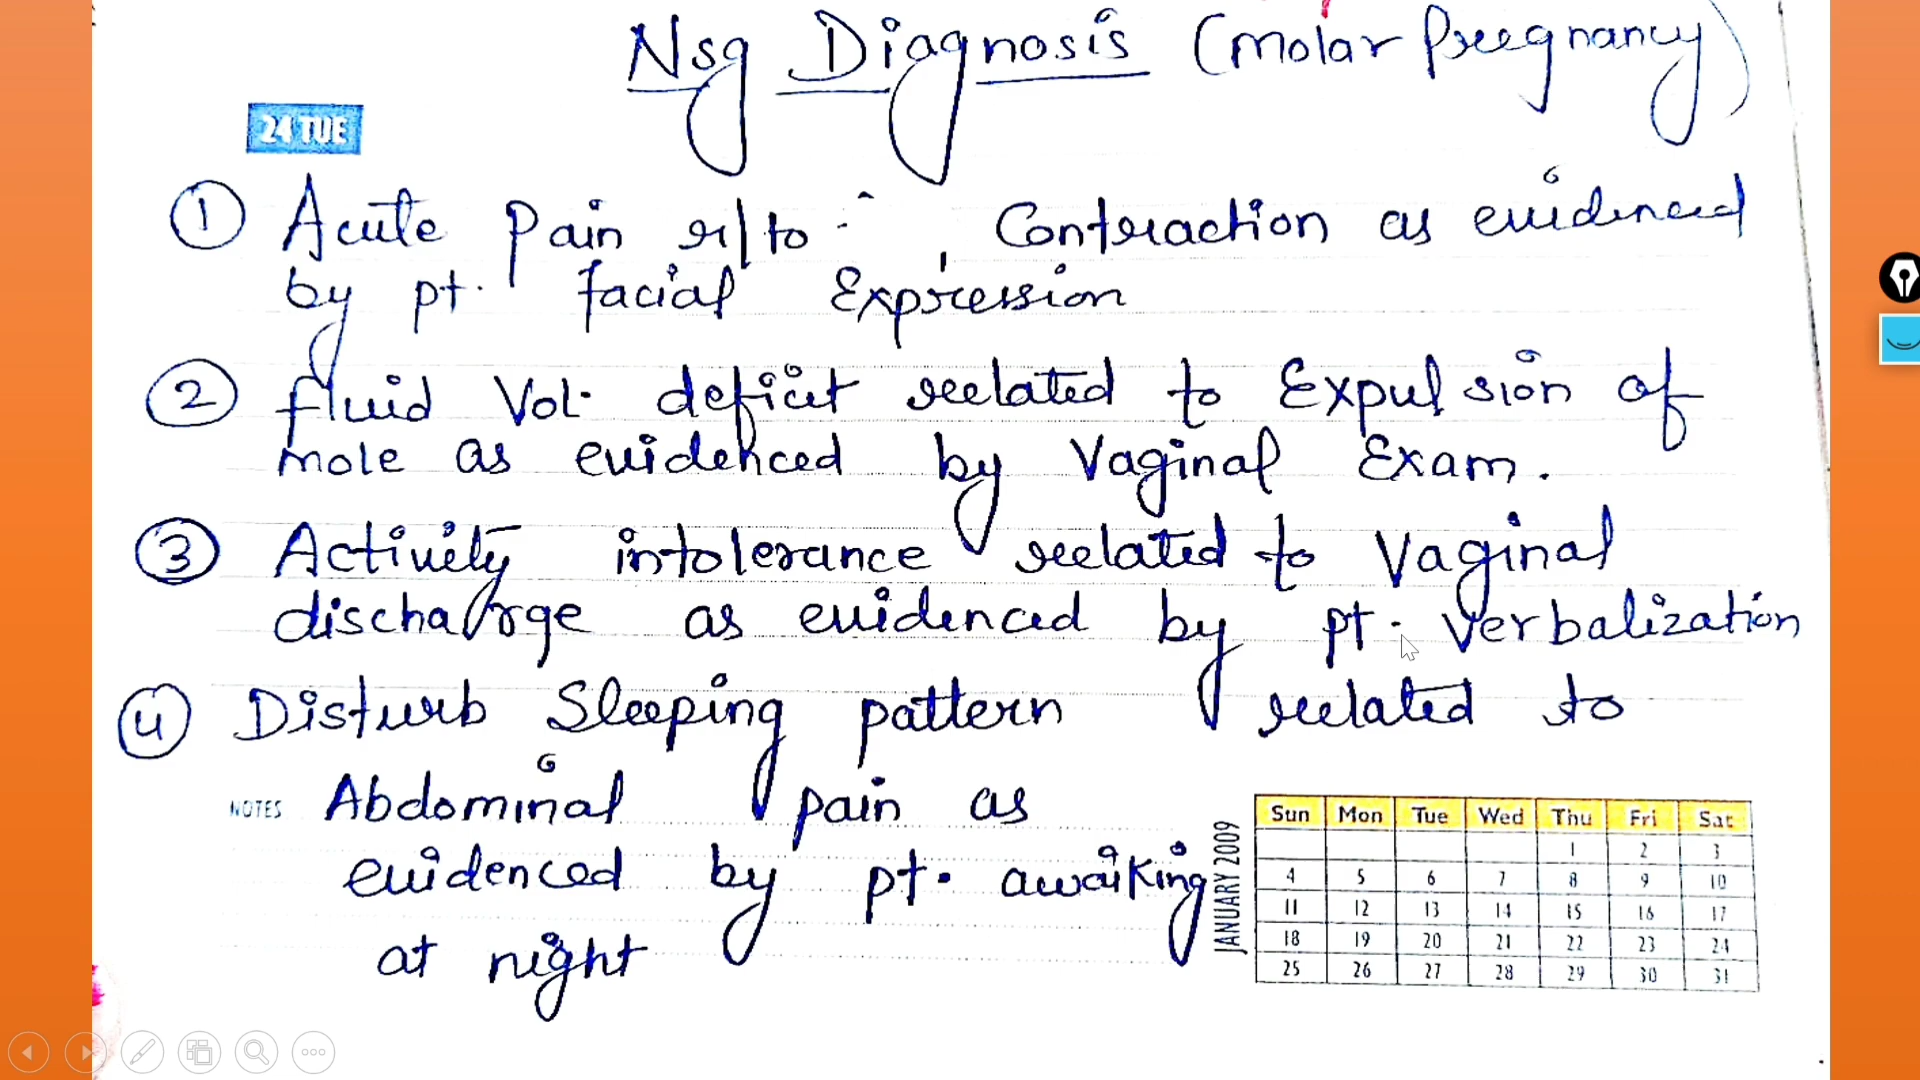 Nsg Diagnosis (Molar Pregnancy)
24 TUE
① Acute Pain r/to Contraction as evidenced
by pt. facial Expression
② Fluid Vol. deficit related to Expulsion of
mole as evidenced by Vaginal Exam.
③ Activity intolerance related to Vaginal
discharge as evidenced by pt. Verbalization
④ Disturb Sleeping pattern related to
NOTES Abdominal pain as
evidenced by pt. awaiking
at night
JANUARY 2009
Sun Mon Tue Wed Thu Fri Sat
1 2 3
4 5 6 7 8 9 10
11 12 13 14 15 16 17
18 19 20 21 22 23 24
25 26 27 28 29 30 31